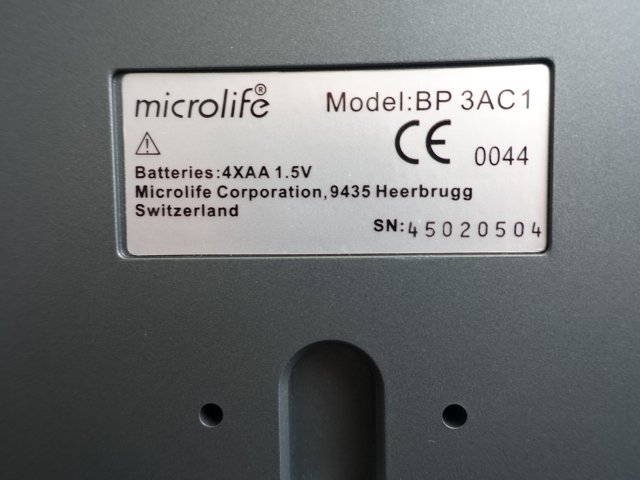 microlife®
Model:BP 3AC1
CE 0044
Batteries:4XAA 1.5V
Microlife Corporation,9435 Heerbrugg
Switzerland
SN:45020504